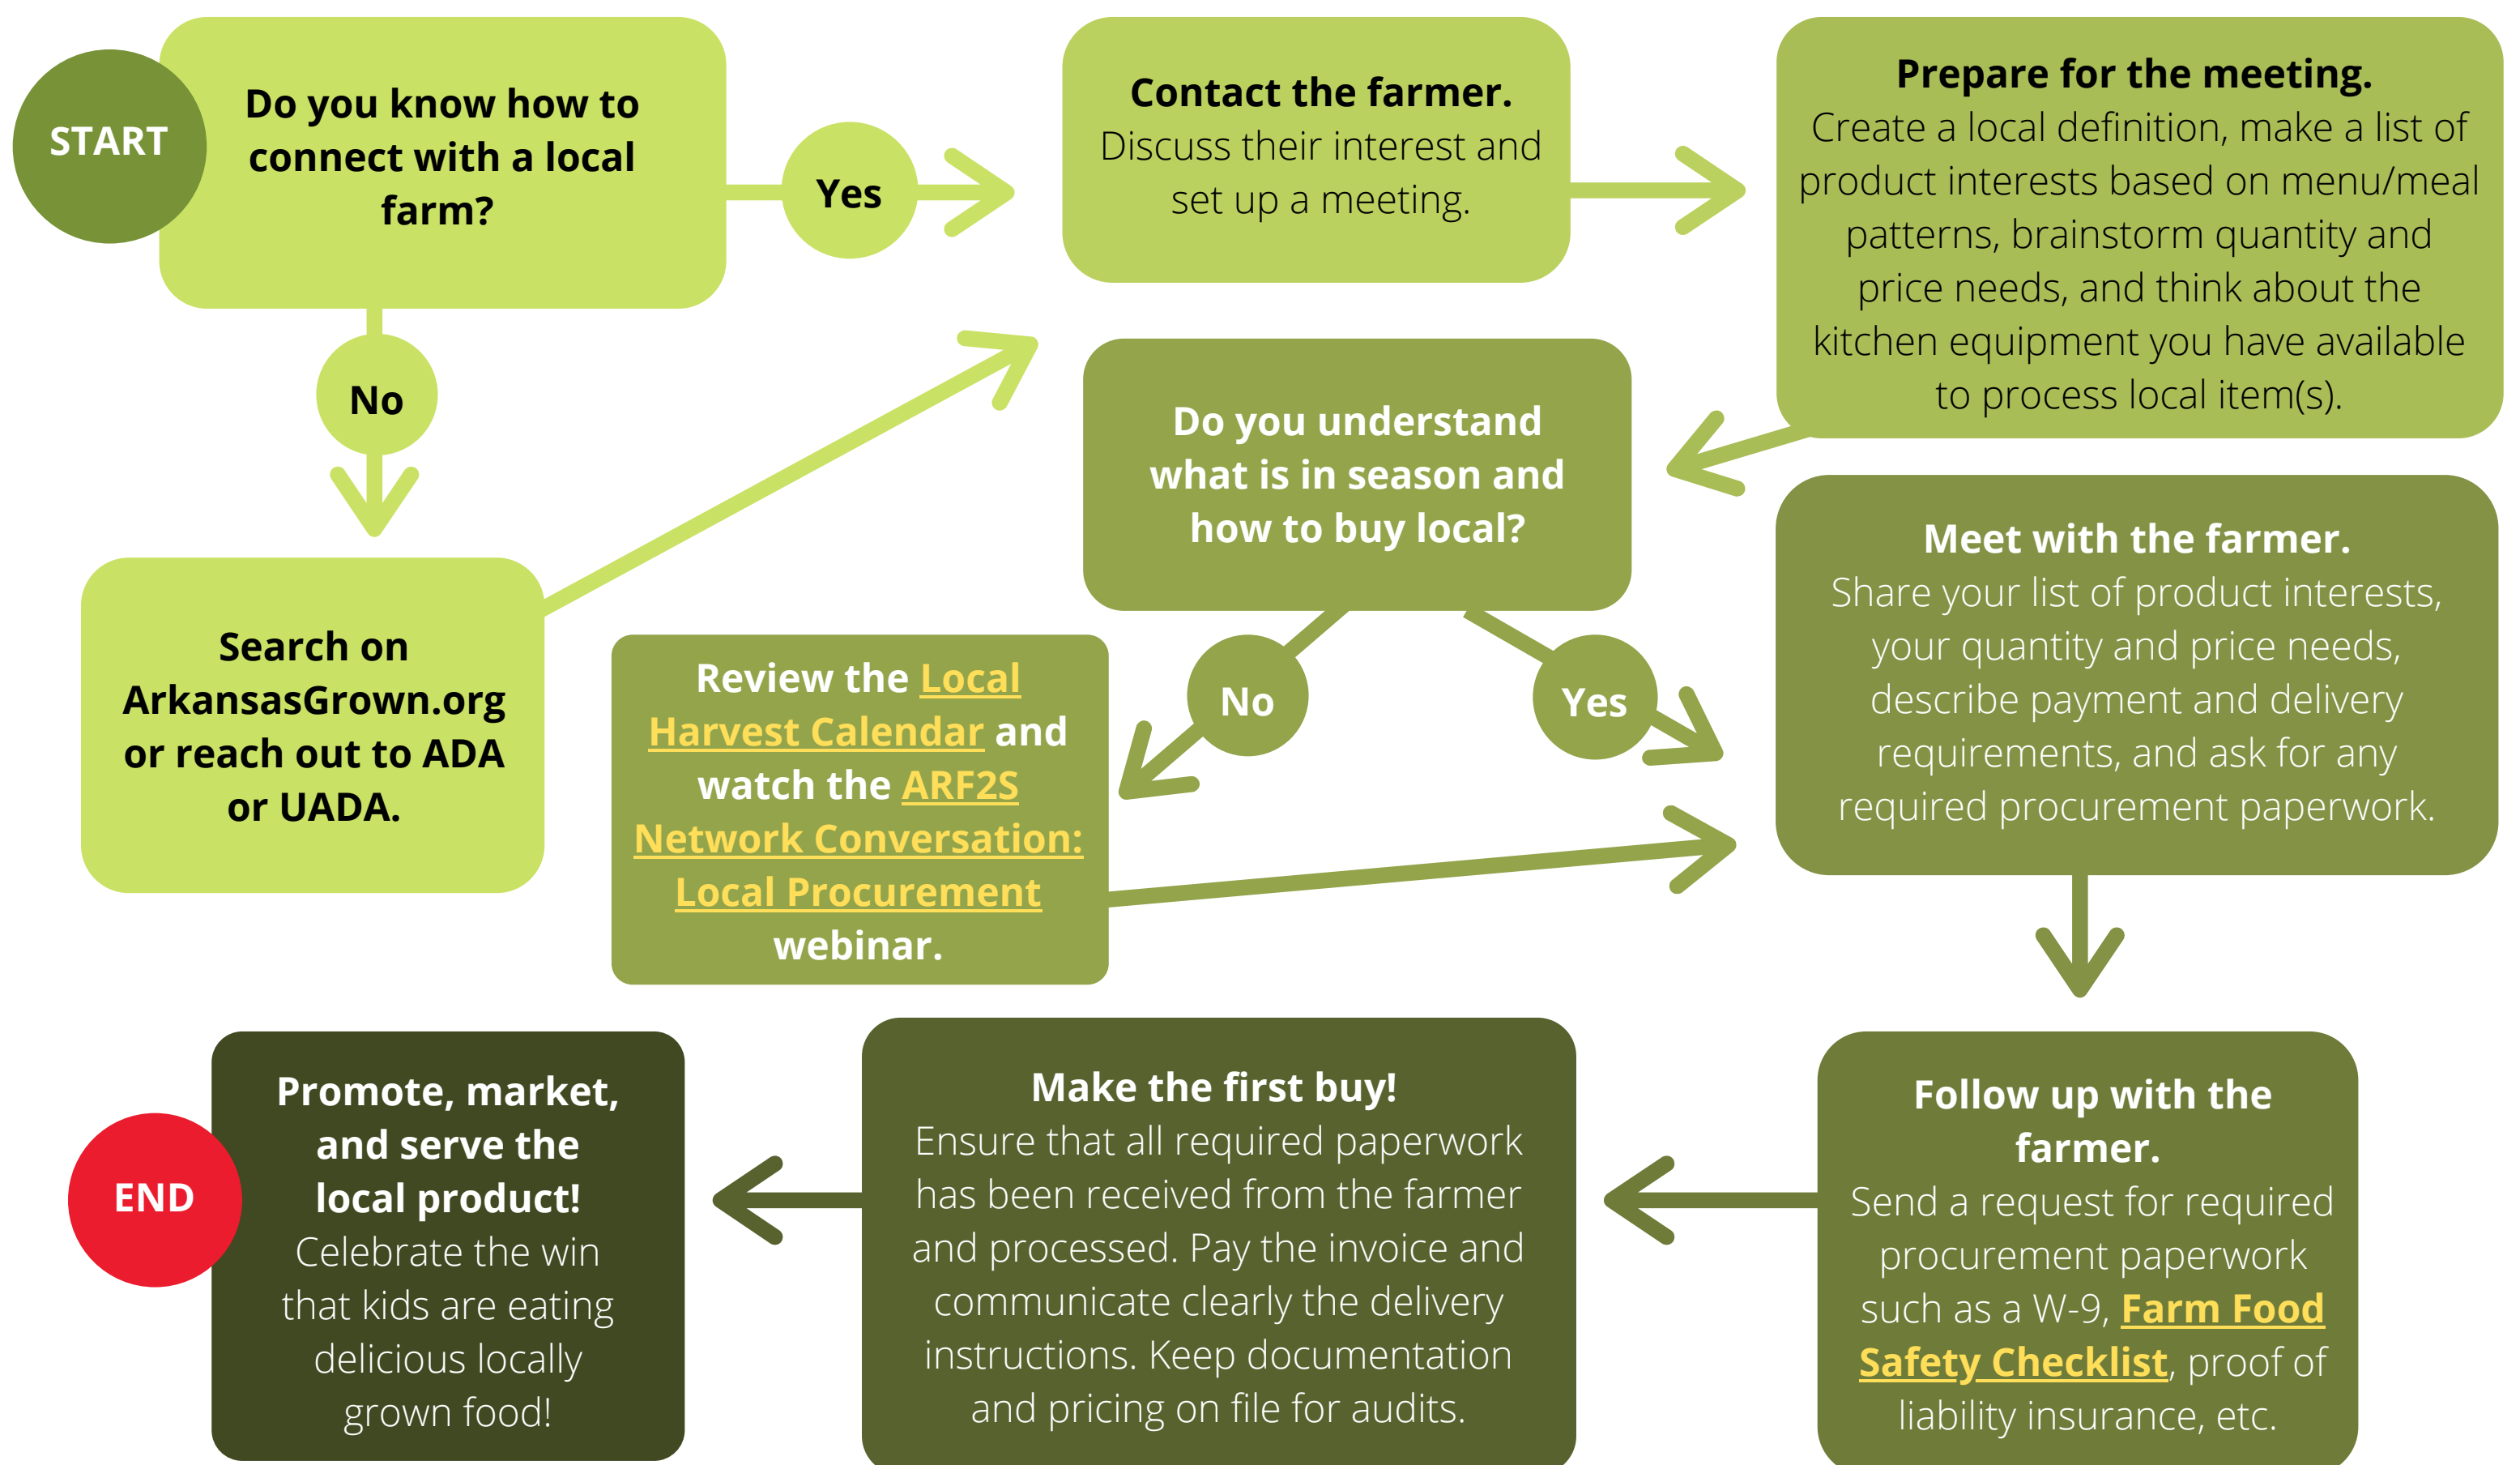 START
Do you know how to
connect with a local
farm?
Yes
No
Contact the farmer.
Discuss their interest and
set up a meeting.
Prepare for the meeting.
Create a local definition, make a list of
product interests based on menu/meal
patterns, brainstorm quantity and
price needs, and think about the
kitchen equipment you have available
to process local item(s).
Search on
ArkansasGrown.org
or reach out to ADA
or UADA.
Do you understand
what is in season and
how to buy local?
No
Yes
Review the Local
Harvest Calendar and
watch the ARF2S
Network Conversation:
Local Procurement
webinar.
Meet with the farmer.
Share your list of product interests,
your quantity and price needs,
describe payment and delivery
requirements, and ask for any
required procurement paperwork.
Follow up with the
farmer.
Send a request for required
procurement paperwork
such as a W-9, Farm Food
Safety Checklist, proof of
liability insurance, etc.
Make the first buy!
Ensure that all required paperwork
has been received from the farmer
and processed. Pay the invoice and
communicate clearly the delivery
instructions. Keep documentation
and pricing on file for audits.
Promote, market,
and serve the
local product!
Celebrate the win
that kids are eating
delicious locally
grown food!
END